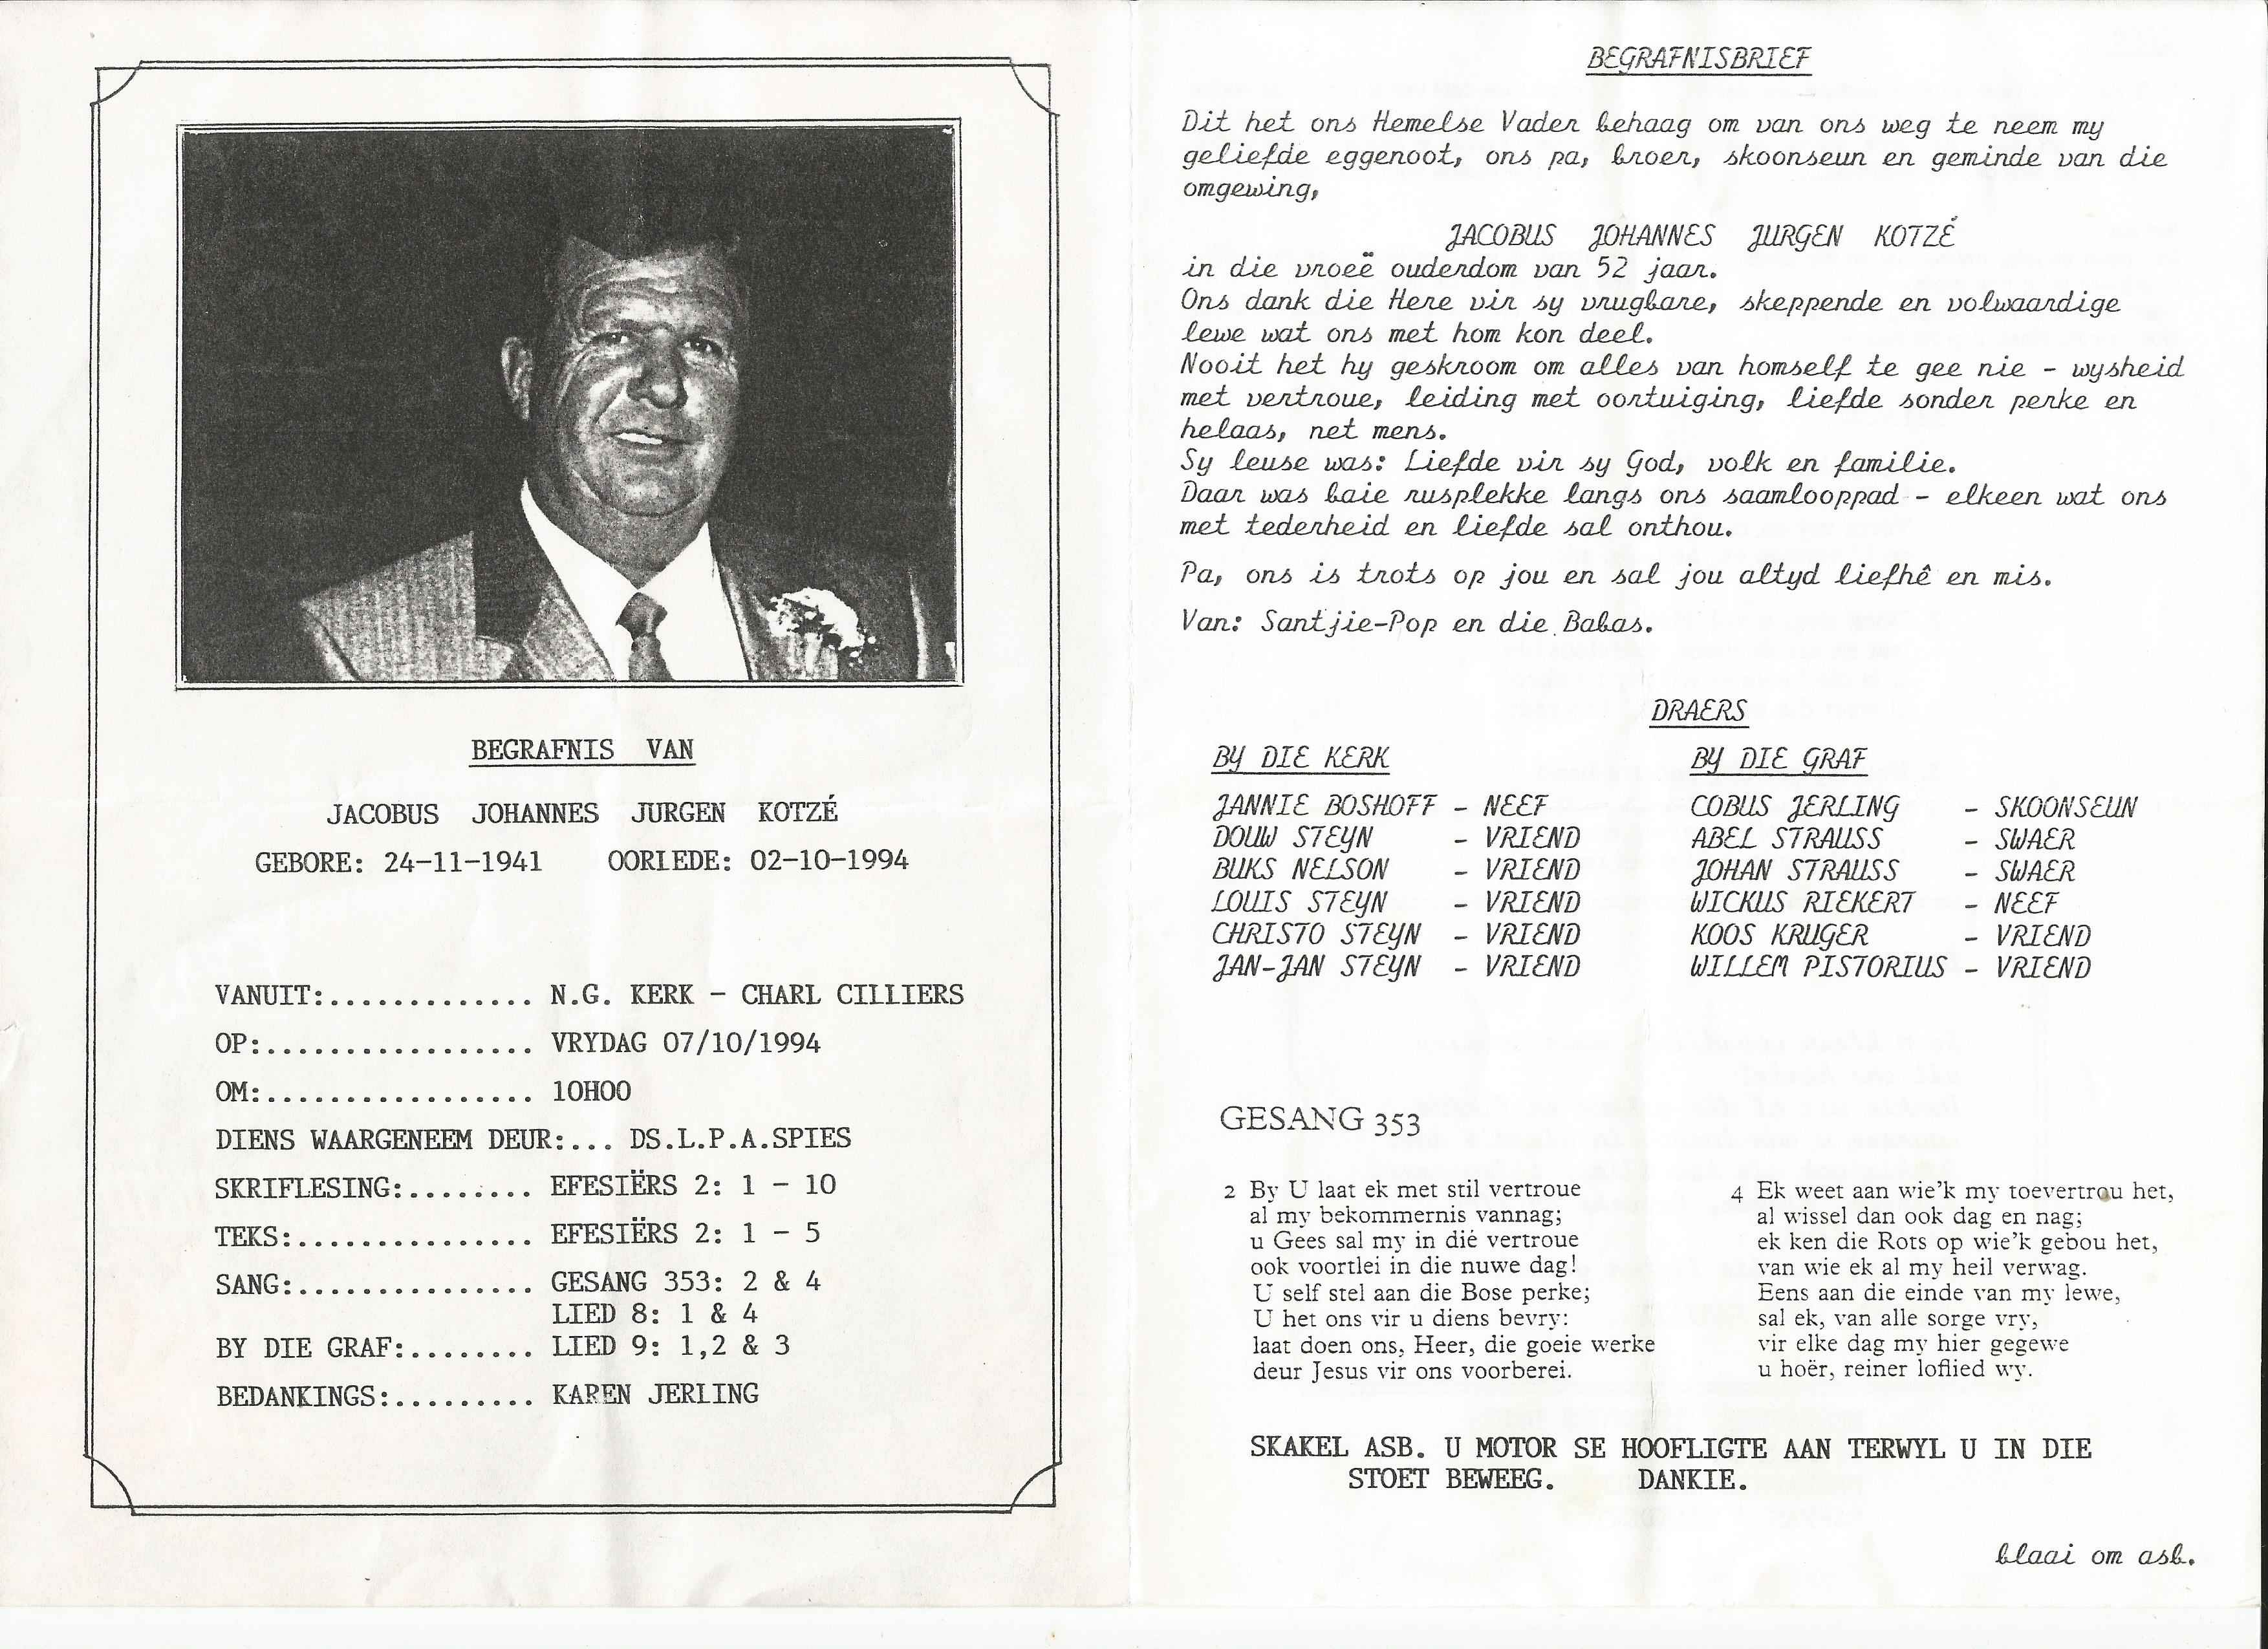 BEGRAFNIS VAN
JACOBUS JOHANNES JURGEN KOTZÉ
GEBORE: 24-11-1941 OORLEDE: 02-10-1994
VANUIT:............. N.G. KERK - CHARL CILLIERS
OP:................. VRYDAG 07/10/1994
OM:................. 10H00
DIENS WAARGENEEM DEUR:... DS.L.P.A.SPIES
SKRIFLESING:........ EFESIËRS 2: 1 - 10
TEKS:............... EFESIËRS 2: 1 - 5
SANG:............... GESANG 353: 2 & 4
LIED 8: 1 & 4
BY DIE GRAF:........ LIED 9: 1,2 & 3
BEDANKINGS:......... KAREN JERLING
BEGRAFNISBRIEF
Dit het ons Hemelse Vader behaag om van ons weg te neem my
geliefde eggenoot, ons pa, broer, skoonseun en geminde van die
omgewing,
JACOBUS JOHANNES JURGEN KOTZÉ
in die vroeë ouderdom van 52 jaar.
Ons dank die Here vir sy vrugbare, skeppende en volwaardige
lewe wat ons met hom kon deel.
Nooit het hy geskroom om alles van homself te gee nie - wysheid
met vertroue, leiding met oortuiging, liefde sonder perke en
helaas, net mens.
Sy leuse was: Liefde vir sy God, volk en familie.
Daar was baie rusplekke langs ons saamlooppad - elkeen wat ons
met tederheid en liefde sal onthou.
Pa, ons is trots op jou en sal jou altyd liefhê en mis.
Van: Santjie-Pop en die Babas.
DRAERS
BY DIE KERK BY DIE GRAF
JANNIE BOSHOFF - NEEF COBUS JERLING - SKOONSEUN
DOUW STEYN - VRIEND ABEL STRAUSS - SWAER
BUKS NELSON - VRIEND JOHAN STRAUSS - SWAER
LOUIS STEYN - VRIEND WICKUS RIEKERT - NEEF
CHRISTO STEYN - VRIEND KOOS KRUGER - VRIEND
JAN-JAN STEYN - VRIEND WILLEM PISTORIUS - VRIEND
GESANG 353
2 By U laat ek met stil vertroue
al my bekommernis vannag;
u Gees sal my in dié vertroue
ook voortlei in die nuwe dag!
U self stel aan die Bose perke;
U het ons vir u diens bevry:
laat doen ons, Heer, die goeie werke
deur Jesus vir ons voorberei.
4 Ek weet aan wie'k my toevertrou het,
al wissel dan ook dag en nag;
ek ken die Rots op wie'k gebou het,
van wie ek al my heil verwag.
Eens aan die einde van my lewe,
sal ek, van alle sorge vry,
vir elke dag my hier gegewe
u hoër, reiner loflied wy.
SKAKEL ASB. U MOTOR SE HOOFLIGTE AAN TERWYL U IN DIE
STOET BEWEEG. DANKIE.
blaai om asb.